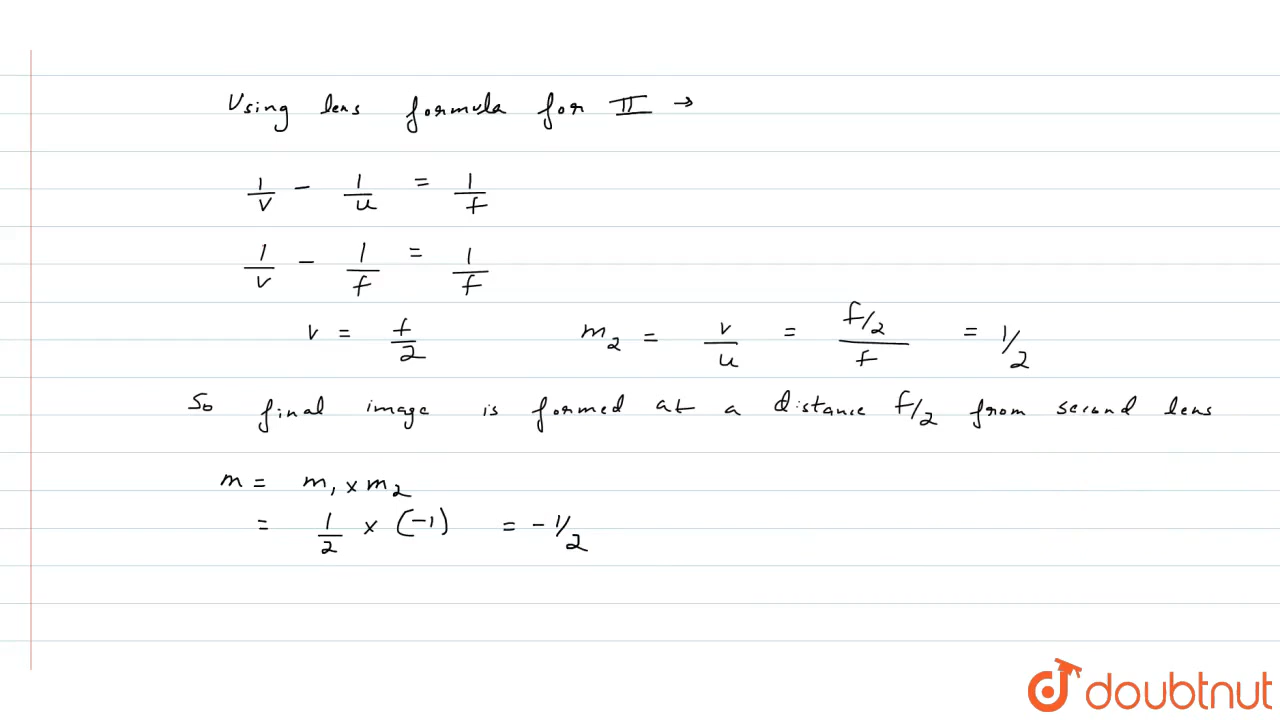 Using lens formula for II →
1/v - 1/u = 1/f
1/v - 1/f = 1/f
v = f/2 m₂ = v/u = (f/2)/f = 1/2
So final image is formed at a distance f/2 from second lens
m = m₁ × m₂
= 1/2 × (-1) = -1/2
doubtnut